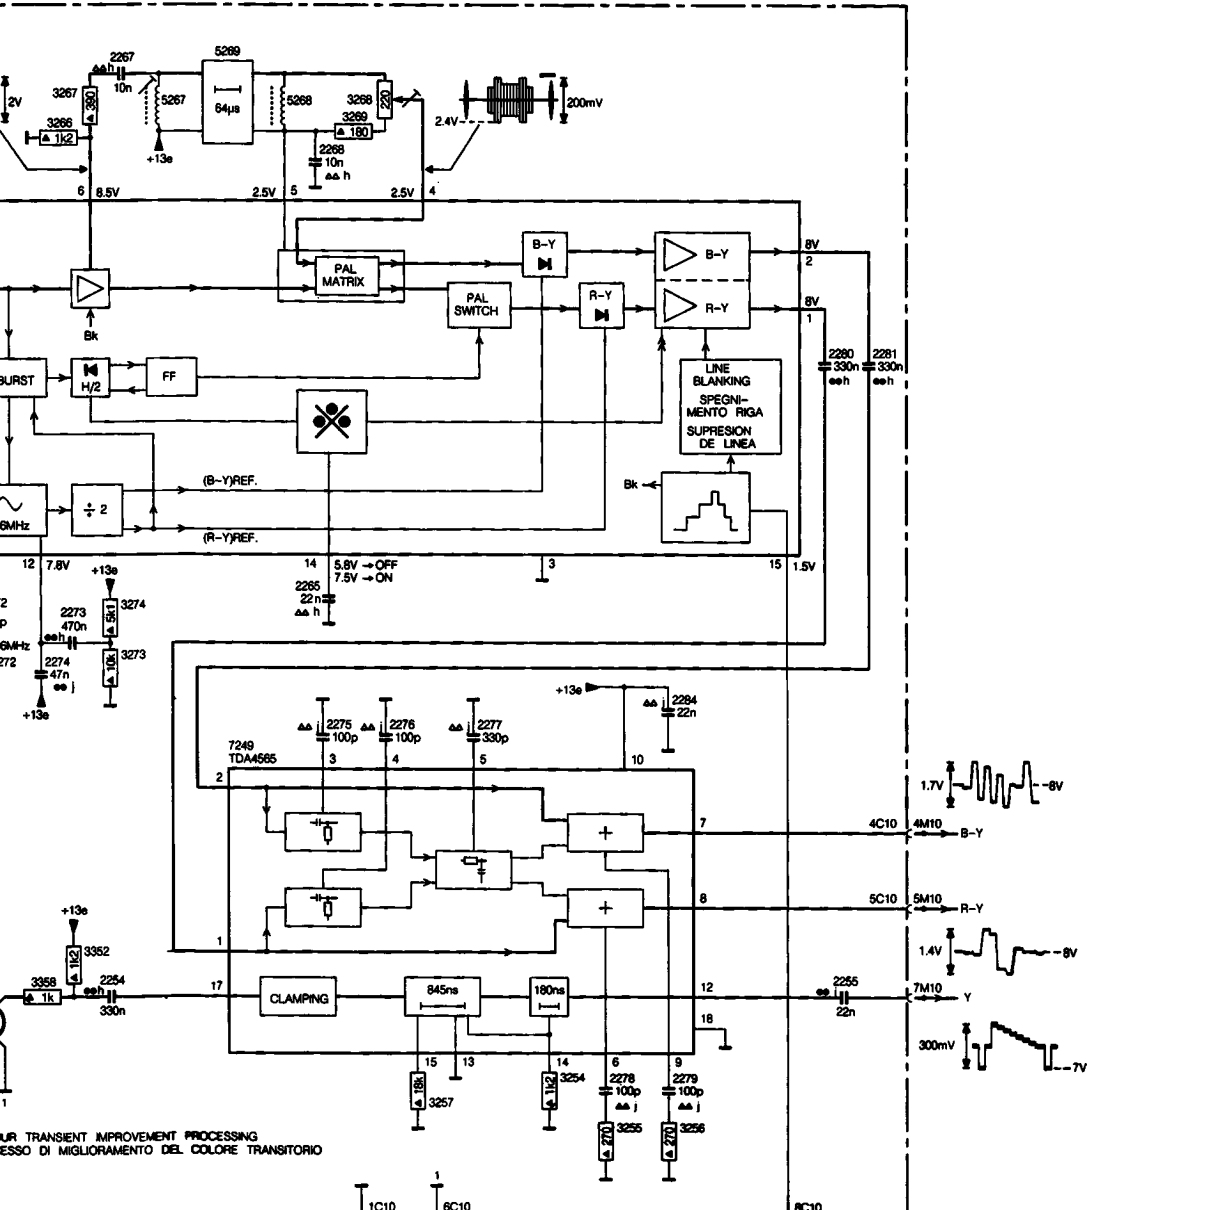 5269
2267
h
10n
3267
390
2V
3266
1k2
5267
64µs
5268
3268
220
3269
180
2.4V
200mV
+13e
2268
10n
h
6 8.5V
2.5V 5
2.5V 4
B-Y
PAL
MATRIX
B-Y
8V
2
R-Y
PAL
SWITCH
R-Y
8V
1
Bk
BURST
H/2
FF
LINE
BLANKING
SPEGNI-
MENTO RIGA
SUPRESION
DE LINEA
2280
330n
h
2281
330n
h
(B-Y)REF.
Bk
6MHz
÷ 2
(R-Y)REF.
12 7.8V
14
5.8V → OFF
7.5V → ON
3
15 1.5V
+13e
2265
22n
h
5k1
3274
2273
470n
h
6MHz
272
10k
3273
2274
47n
j
+13e
+13e
j
2284
22n
j
2275
100p
j
2276
100p
j
2277
330p
7249
TDA4565
3
4
5
10
2
1.7V
8V
7
4C10
4M10
B-Y
8
5C10
5M10
R-Y
1
1.4V
8V
+13e
1k2
3352
3358
1k
h
2254
330n
17
CLAMPING
845ns
180ns
12
j
2255
22n
7M10
Y
18
300mV
7V
15
13
14
6
9
18k
3257
1k2
3254
2278
100p
j
2279
100p
j
270
3255
270
3256
1
UR TRANSIENT IMPROVEMENT PROCESSING
ESSO DI MIGLIORAMENTO DEL COLORE TRANSITORIO
1
1C10
6C10
8C10